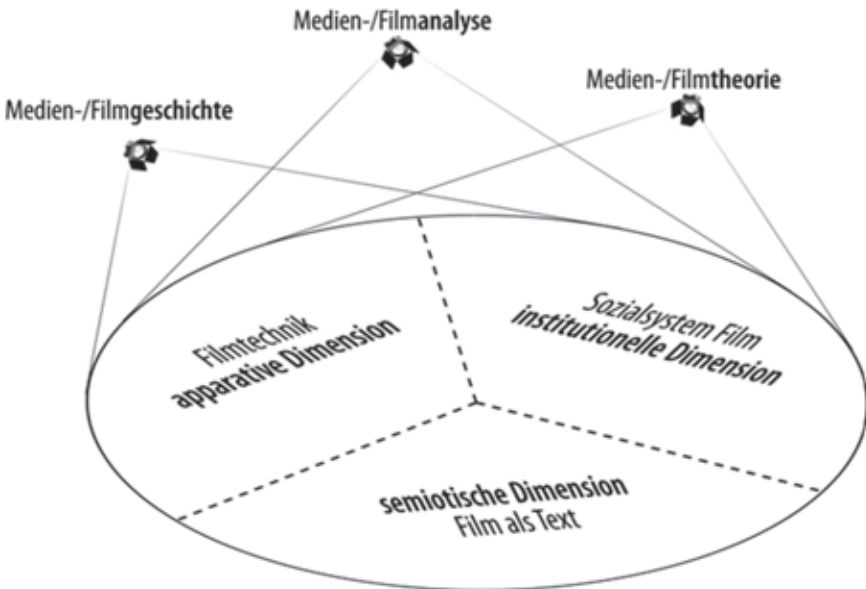 Medien-/Filmanalyse
Medien-/Filmtheorie
Medien-/Filmgeschichte
Filmtechnik
apparative Dimension
Sozialsystem Film
institutionelle Dimension
semiotische Dimension
Film als Text